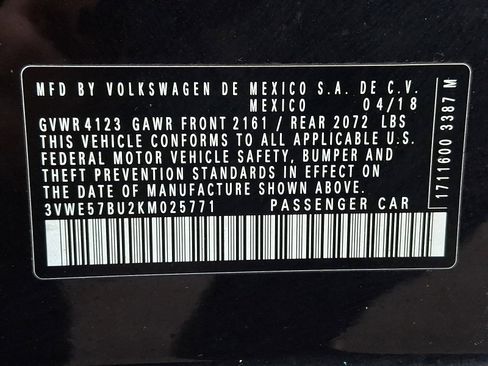 MFD BY VOLKSWAGEN DE MEXICO S.A. DE C.V.
MEXICO 04/18
GVWR 4123 GAWR FRONT 2161 / REAR 2072 LBS
THIS VEHICLE CONFORMS TO ALL APPLICABLE U.S.
FEDERAL MOTOR VEHICLE SAFETY, BUMPER AND
THEFT PREVENTION STANDARDS IN EFFECT ON
THE DATE OF MANUFACTURE SHOWN ABOVE.
3VWE57BU2KM025771 PASSENGER CAR
1711600 3387 M